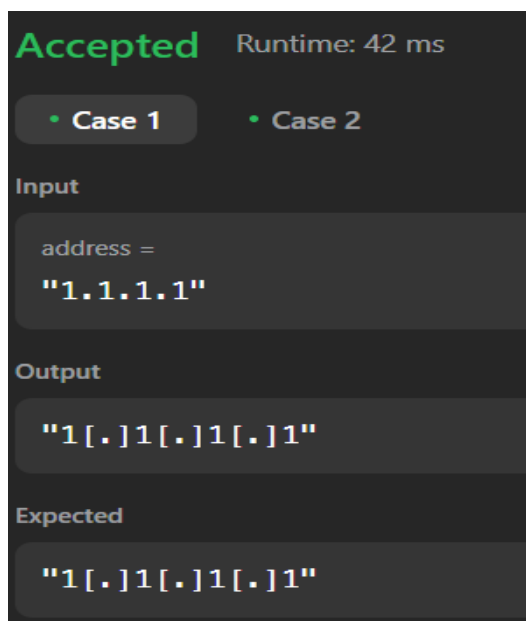 Accepted Runtime: 42 ms
• Case 1 • Case 2
Input
address =
"1.1.1.1"
Output
"1[.]1[.]1[.]1"
Expected
"1[.]1[.]1[.]1"